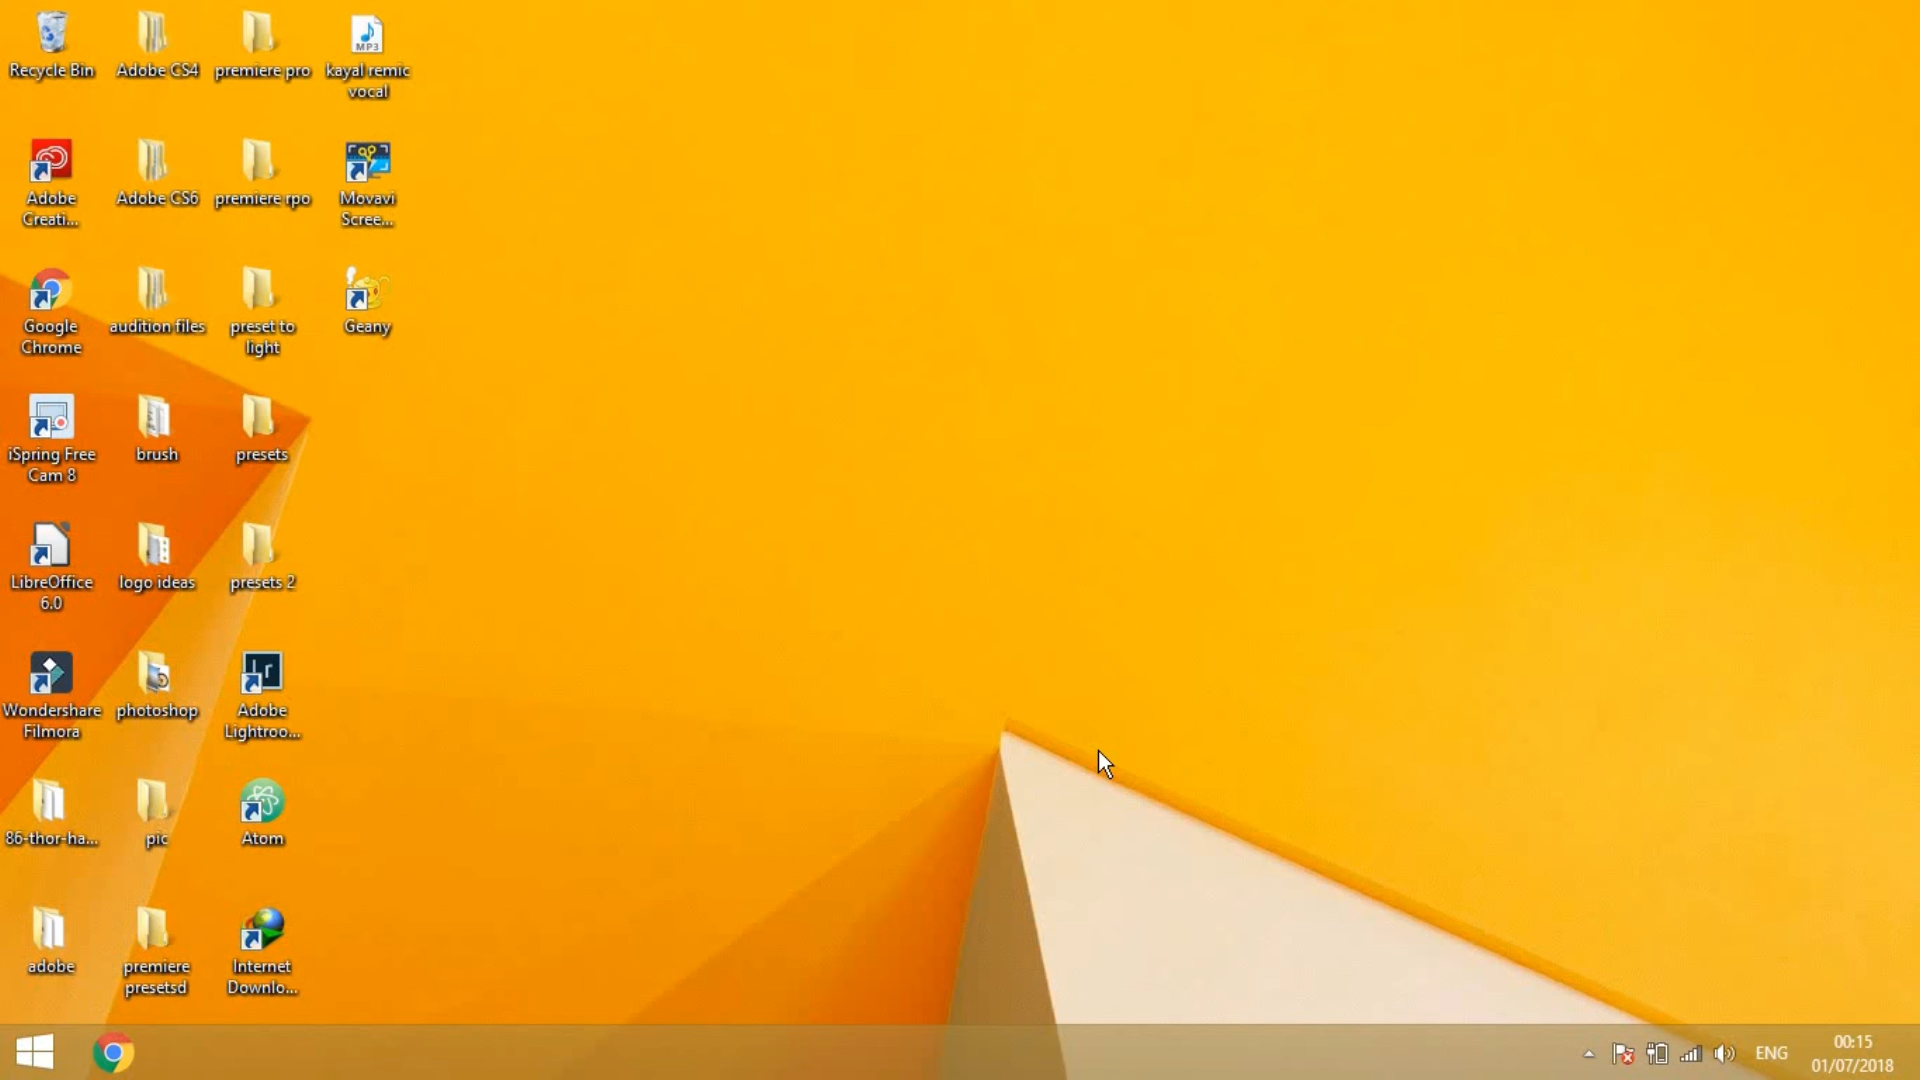 Recycle Bin
Adobe CS4
premiere pro
MP3
kayal remic
vocal
Adobe
Creati...
Adobe CS6
premiere rpo
Movavi
Scree...
Google
Chrome
audition files
preset to
light
Geany
iSpring Free
Cam 8
brush
presets
LibreOffice
6.0
logo ideas
presets 2
Wondershare
Filmora
photoshop
Lr
Adobe
Lightroo...
86-thor-ha...
pic
Atom
adobe
premiere
presetsd
Internet
Downlo...
ENG
00:15
01/07/2018